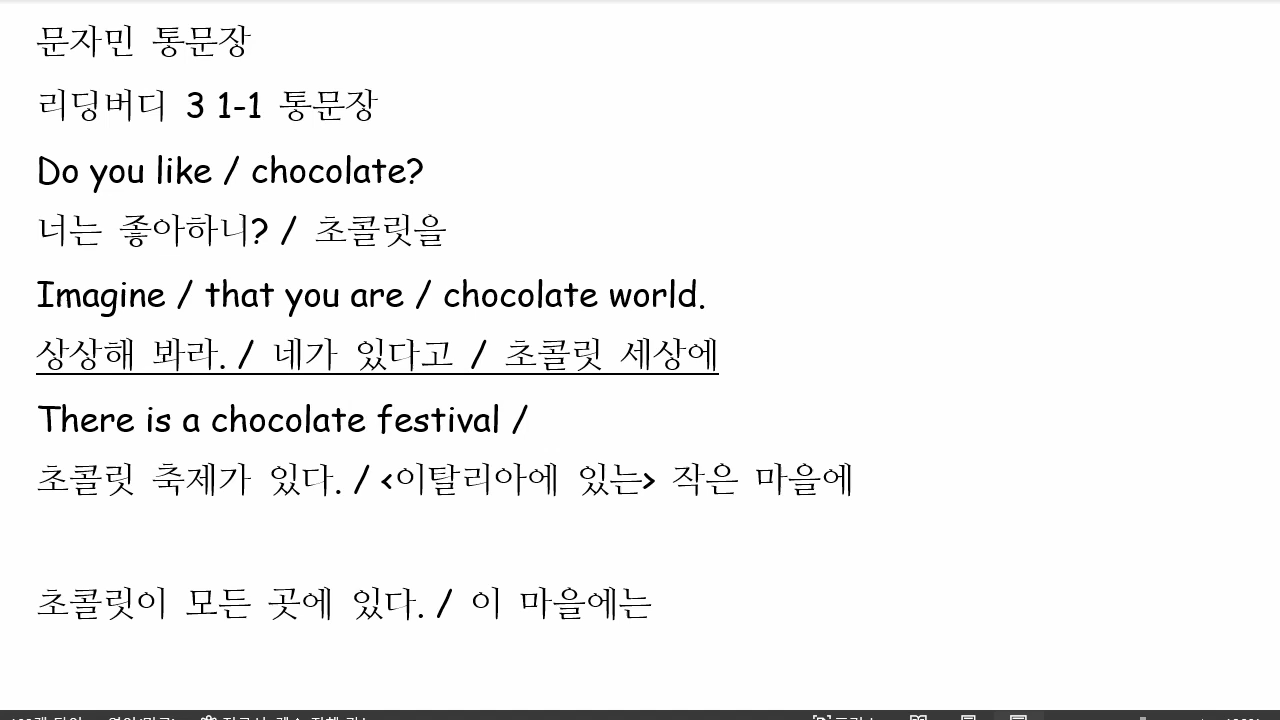 문자민 통문장
리딩버디 3 1-1 통문장
Do you like / chocolate?
너는 좋아하니? / 초콜릿을
Imagine / that you are / chocolate world.
상상해 봐라. / 네가 있다고 / 초콜릿 세상에
There is a chocolate festival /
초콜릿 축제가 있다. / <이탈리아에 있는> 작은 마을에
초콜릿이 모든 곳에 있다. / 이 마을에는